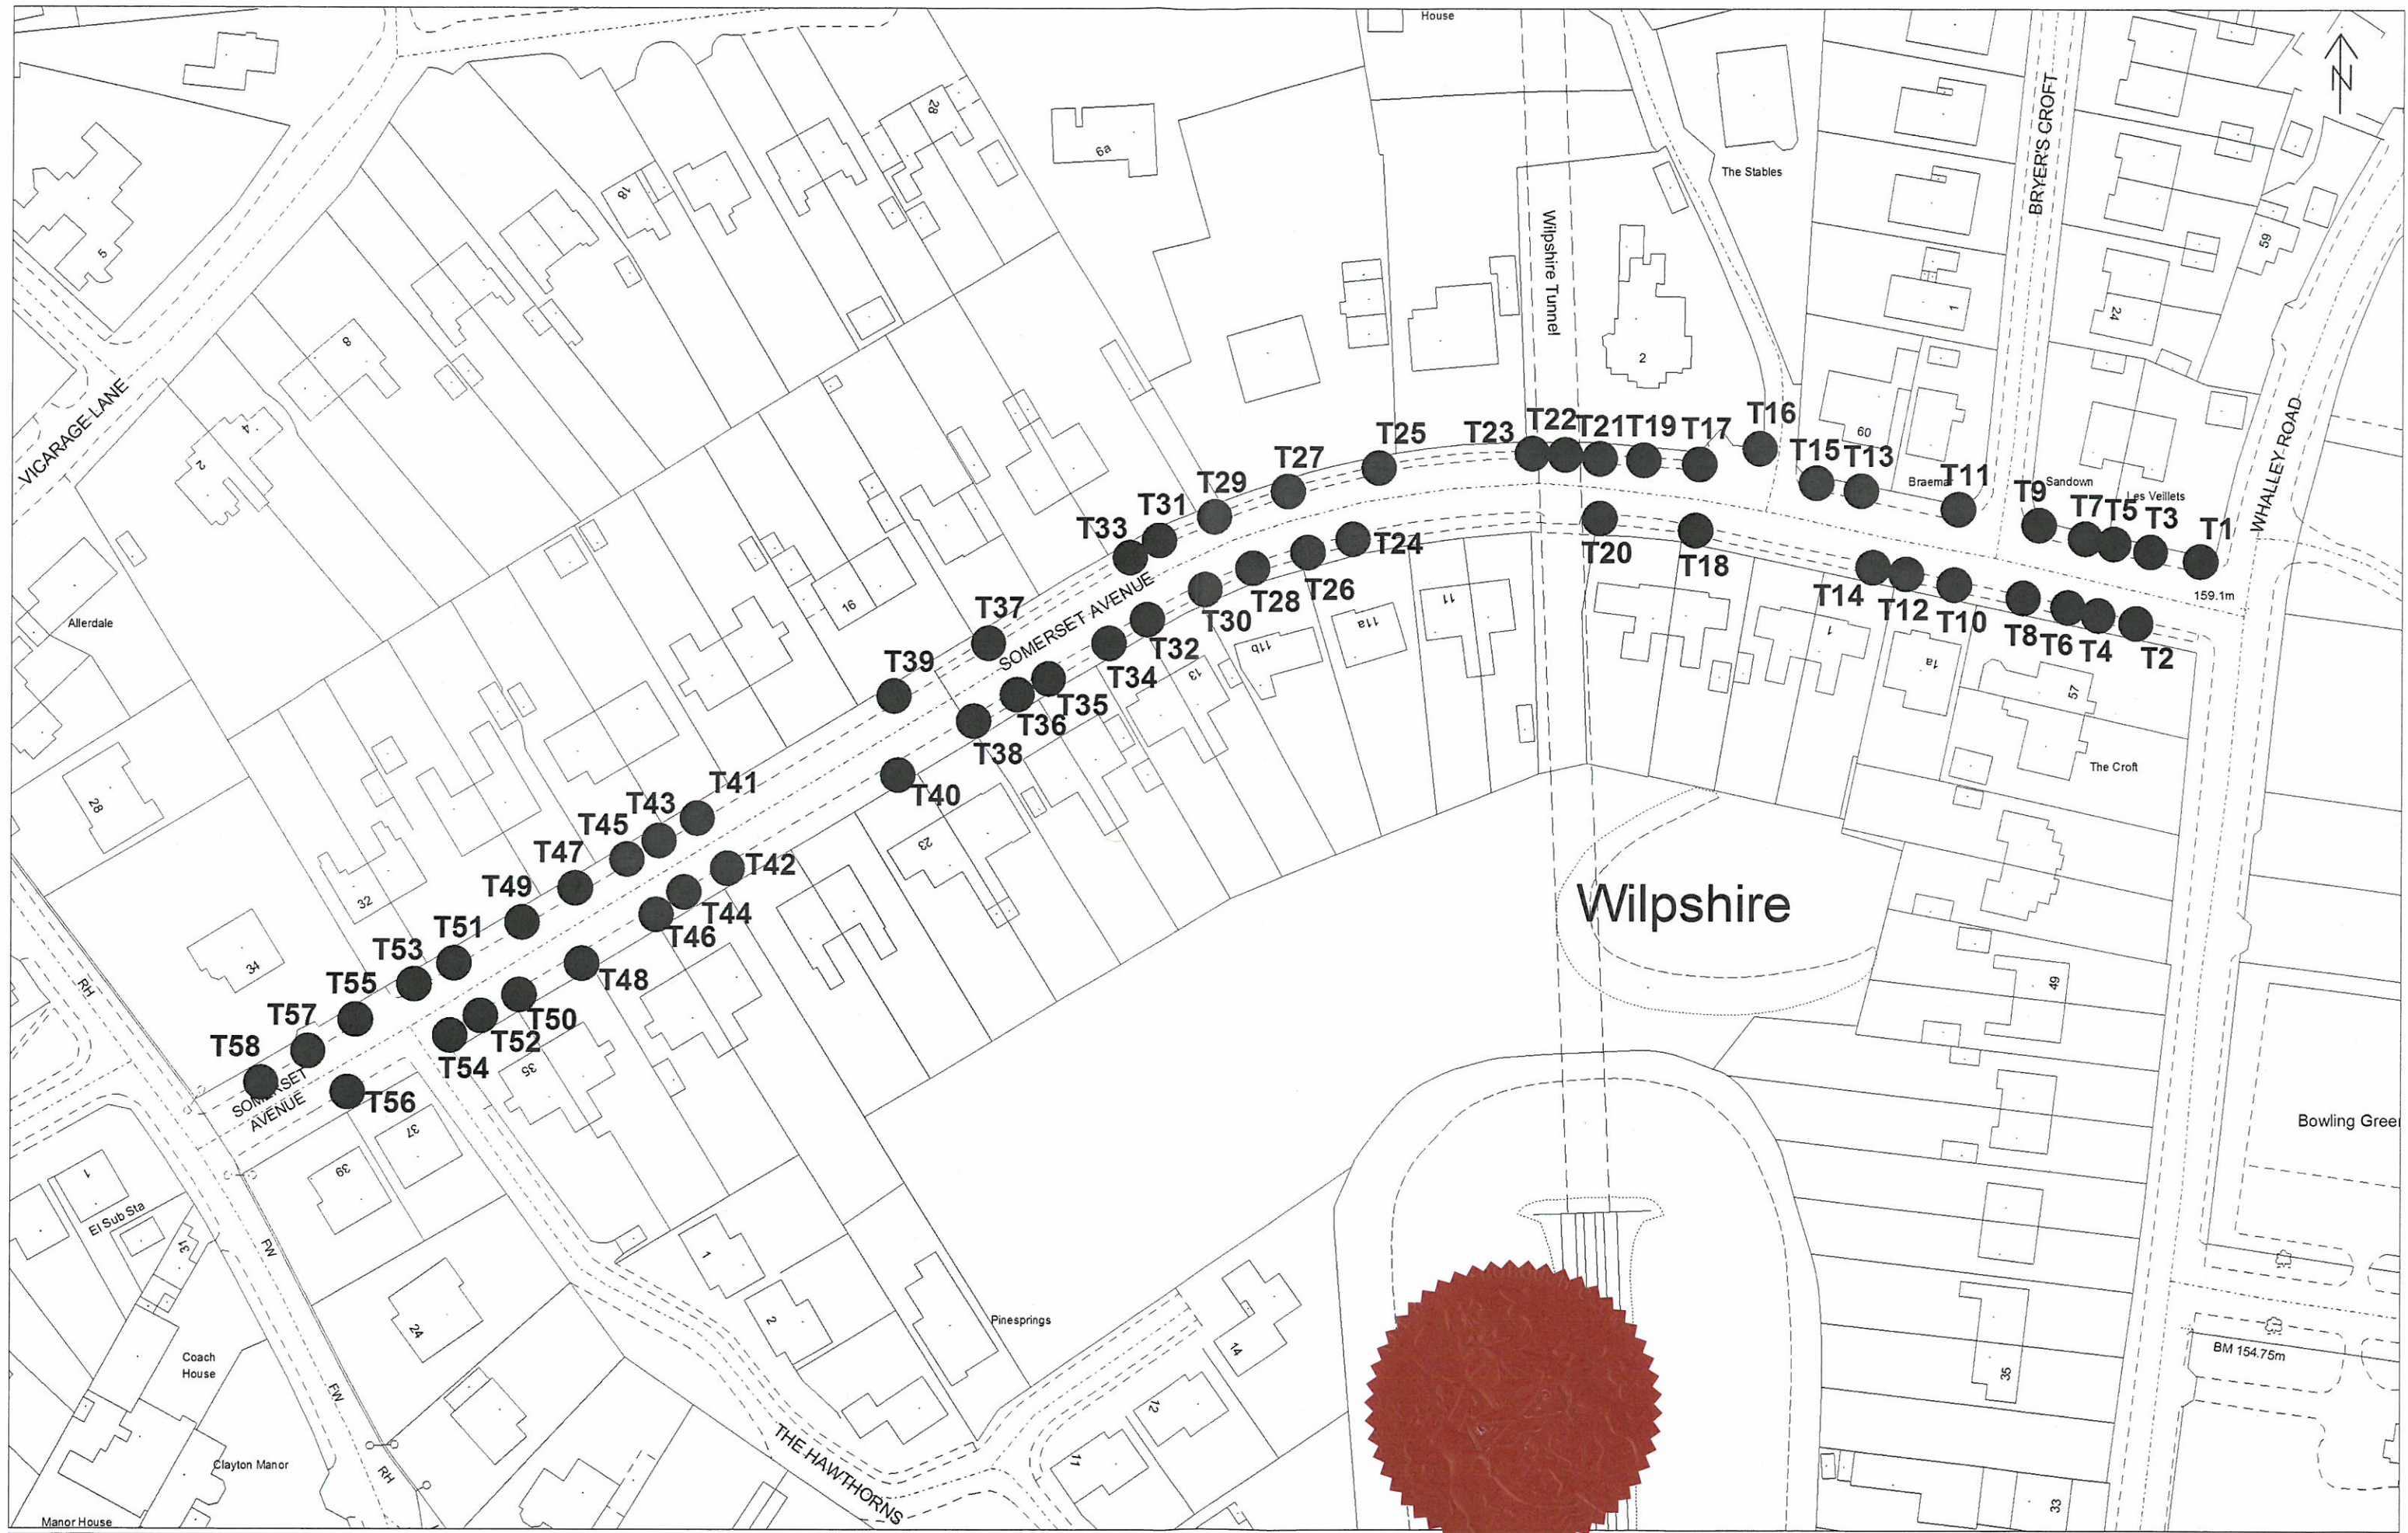 House
N
28
6a
18
The Stables
BRYER'S CROFT
5
59
Wilpshire Tunnel
1
24
8
2
VICARAGE LANE
4
2
WHALLEY ROAD
60
T16
T22
T23
T21
T19
T17
T25
T15
T13
T27
T11
Braemar
T29
T9
Sandown
T7
T5
Les Veillets
T3
T1
T31
T33
T24
T20
T18
T26
T28
T14
T12
T10
T8
T6
T4
T2
159.1m
T30
T37
SOMERSET AVENUE
T32
T34
16
11
11a
11b
13
1
1a
57
Allerdale
T39
T35
T36
T38
T40
The Croft
28
T41
T43
T45
T47
T42
T49
T44
T46
23
32
Wilpshire
T51
T53
T48
34
49
RH
T55
T50
T57
T52
T58
T54
35
SOMERSET
AVENUE
T56
37
39
Bowling Green
1
El Sub Sta
31
FW
1
2
24
Pinesprings
14
BM 154.75m
Coach
House
FW
35
12
THE HAWTHORNS
11
Clayton Manor
RH
33
Manor House